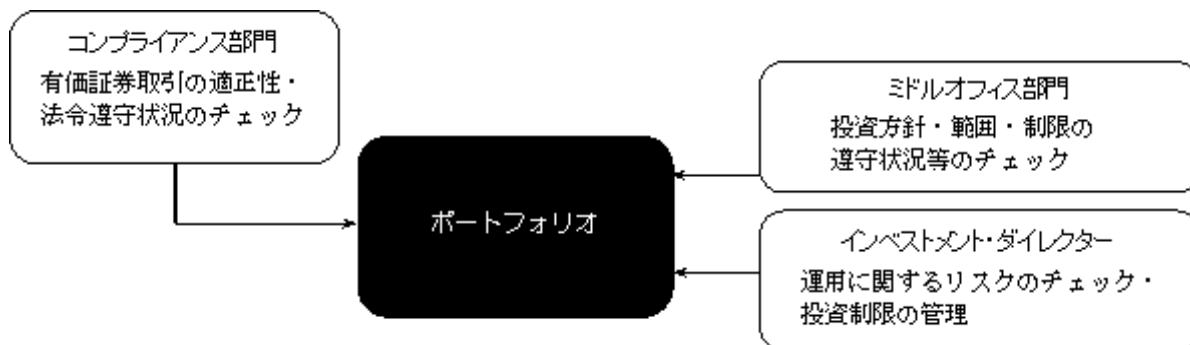 コンプライアンス部門
有価証券取引の適正性・
法令遵守状況のチェック
ミドルオフィス部門
投資方針・範囲・制限の
遵守状況等のチェック
ポートフォリオ
インベストメント・ダイレクター
運用に関するリスクのチェック・
投資制限の管理